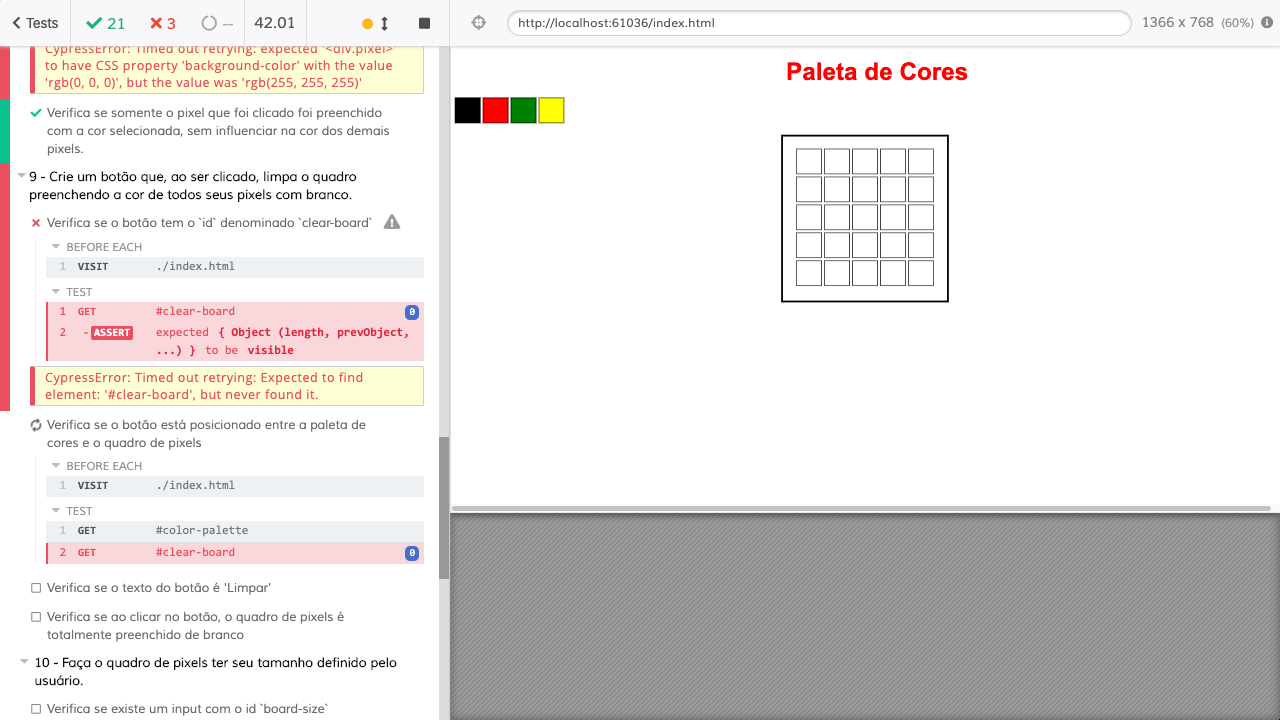 Tests 21 3 -- 42.01 http://localhost:61036/index.html 1366 x 768 (60%)
CypressError: Timed out retrying: expected '<div.pixel>'
to have CSS property 'background-color' with the value
'rgb(0, 0, 0)', but the value was 'rgb(255, 255, 255)'
Verifica se somente o pixel que foi clicado foi preenchido
com a cor selecionada, sem influenciar na cor dos demais
pixels.
9 - Crie um botão que, ao ser clicado, limpa o quadro
preenchendo a cor de todos seus pixels com branco.
Verifica se o botão tem o `id` denominado `clear-board`
BEFORE EACH
1 VISIT ./index.html
TEST
1 GET #clear-board 0
2 -ASSERT expected { Object (length, prevObject,
...) } to be visible
CypressError: Timed out retrying: Expected to find
element: '#clear-board', but never found it.
Verifica se o botão está posicionado entre a paleta de
cores e o quadro de pixels
BEFORE EACH
1 VISIT ./index.html
TEST
1 GET #color-palette
2 GET #clear-board 0
Verifica se o texto do botão é 'Limpar'
Verifica se ao clicar no botão, o quadro de pixels é
totalmente preenchido de branco
10 - Faça o quadro de pixels ter seu tamanho definido pelo
usuário.
Verifica se existe um input com o id `board-size`
Paleta de Cores